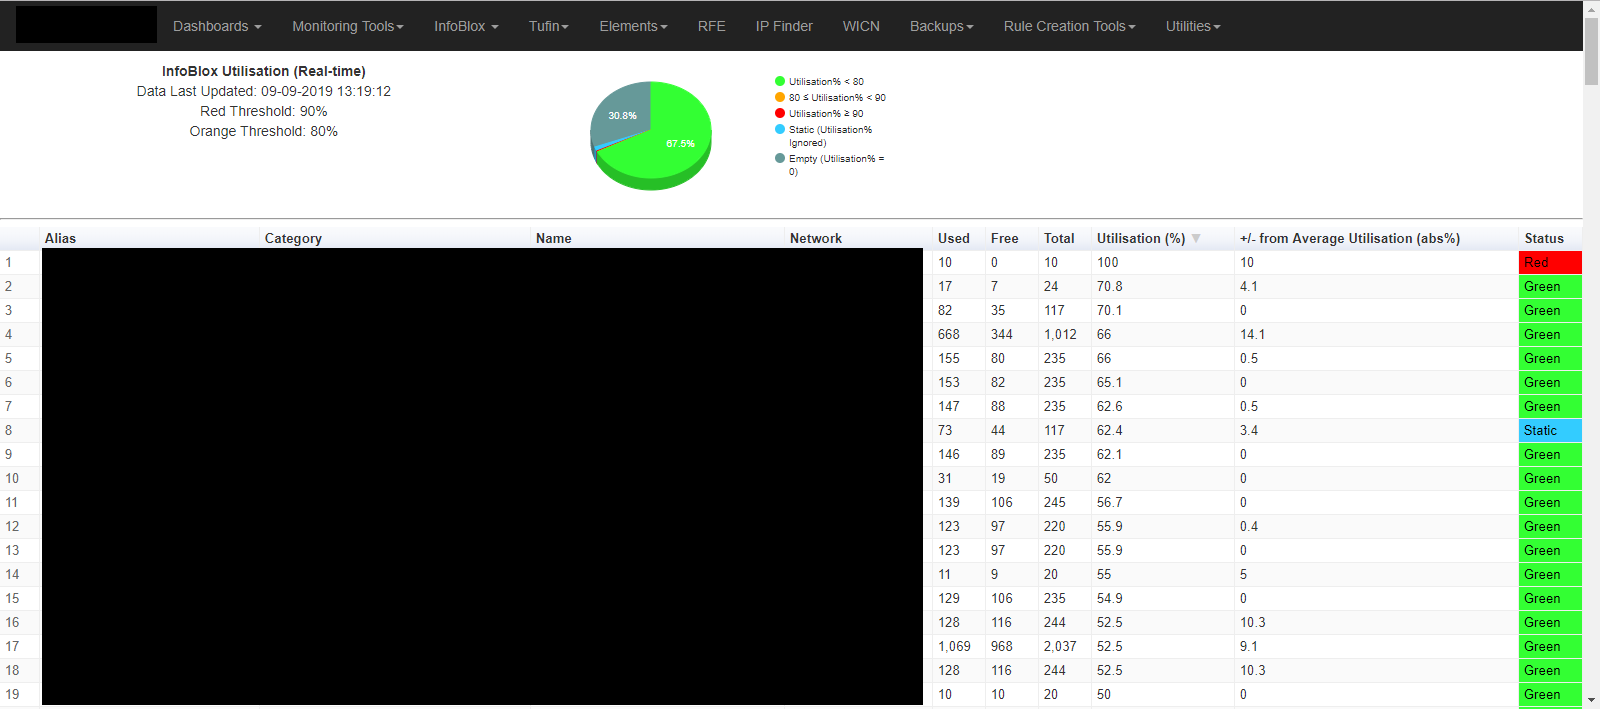 Dashboards Monitoring Tools InfoBlox Tufin Elements RFE IP Finder WICN Backups Rule Creation Tools Utilities
InfoBlox Utilisation (Real-time)
Data Last Updated: 09-09-2019 13:19:12
Red Threshold: 90%
Orange Threshold: 80%
30.8%
67.5%
Utilisation% < 80
80 ≤ Utilisation% < 90
Utilisation% ≥ 90
Static (Utilisation%
Ignored)
Empty (Utilisation% =
0)
Alias Category Name Network Used Free Total Utilisation (%) +/- from Average Utilisation (abs%) Status
1 10 0 10 100 10 Red
2 17 7 24 70.8 4.1 Green
3 82 35 117 70.1 0 Green
4 668 344 1,012 66 14.1 Green
5 155 80 235 66 0.5 Green
6 153 82 235 65.1 0 Green
7 147 88 235 62.6 0.5 Green
8 73 44 117 62.4 3.4 Static
9 146 89 235 62.1 0 Green
10 31 19 50 62 0 Green
11 139 106 245 56.7 0 Green
12 123 97 220 55.9 0.4 Green
13 123 97 220 55.9 0 Green
14 11 9 20 55 5 Green
15 129 106 235 54.9 0 Green
16 128 116 244 52.5 10.3 Green
17 1,069 968 2,037 52.5 9.1 Green
18 128 116 244 52.5 10.3 Green
19 10 10 20 50 0 Green